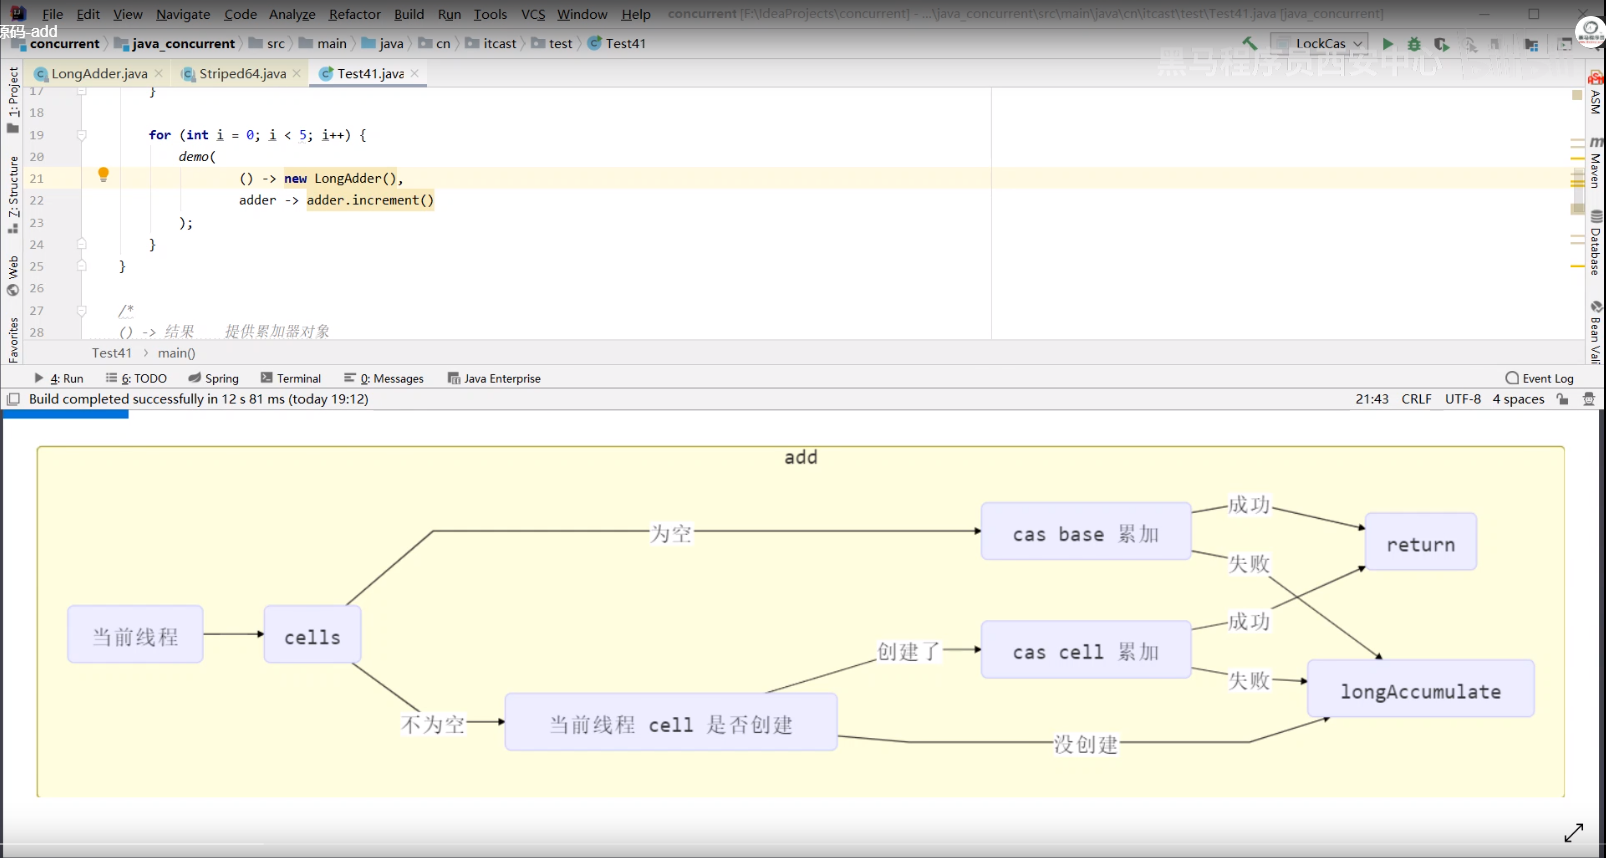 File Edit View Navigate Code Analyze Refactor Build Run Tools VCS Window Help concurrent [F:\IdeaProjects\concurrent] - ...\java_concurrent\src\main\java\cn\itcast\test\Test41.java [java_concurrent]
源码-add
concurrent java_concurrent src main java cn itcast test Test41 LockCas
黑马程序员西安中心
LongAdder.java Striped64.java Test41.java
1: Project
Z: Structure
Web
Favorites
ASM
Maven
Database
Bean Vali
17 }
18
19 for (int i = 0; i < 5; i++) {
20 demo(
21 () -> new LongAdder(),
22 adder -> adder.increment()
23 );
24 }
25 }
26
27 /*
28 () -> 结果 提供累加器对象
Test41 › main()
4: Run 6: TODO Spring Terminal 0: Messages Java Enterprise Event Log
Build completed successfully in 12 s 81 ms (today 19:12) 21:43 CRLF UTF-8 4 spaces
add
当前线程
cells
为空
不为空
当前线程 cell 是否创建
创建了
没创建
cas base 累加
成功
失败
cas cell 累加
成功
失败
return
longAccumulate